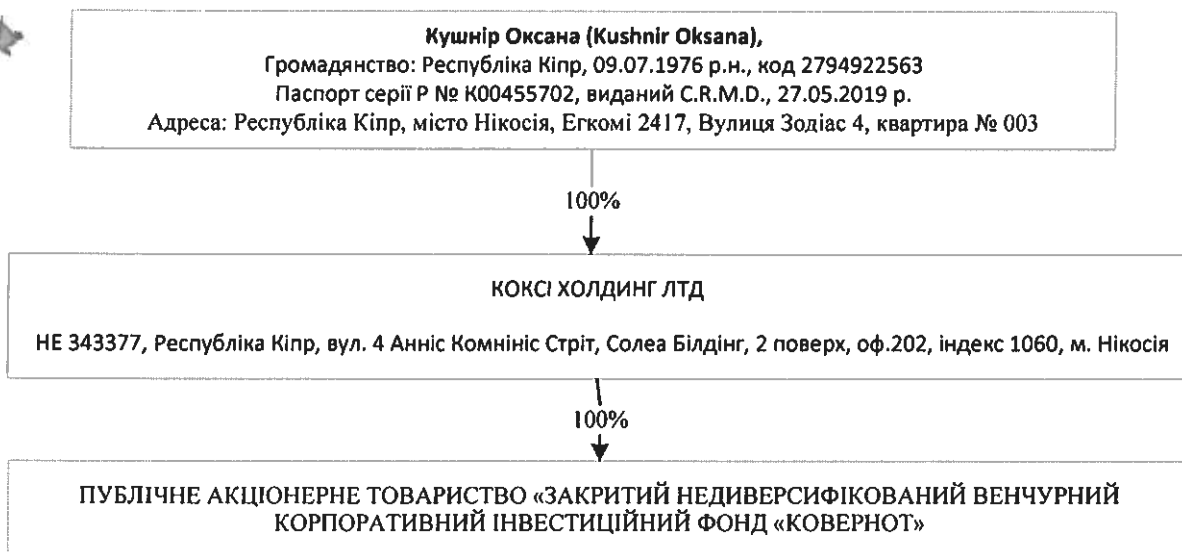 Кушнір Оксана (Kushnir Oksana),
Громадянство: Республіка Кіпр, 09.07.1976 р.н., код 2794922563
Паспорт серії Р № К00455702, виданий C.R.M.D., 27.05.2019 р.
Адреса: Республіка Кіпр, місто Нікосія, Егкомі 2417, Вулиця Зодіас 4, квартира № 003
100%
КОКСІ ХОЛДИНГ ЛТД
НЕ 343377, Республіка Кіпр, вул. 4 Анніс Комнініс Стріт, Солеа Білдінг, 2 поверх, оф.202, індекс 1060, м. Нікосія
100%
ПУБЛІЧНЕ АКЦІОНЕРНЕ ТОВАРИСТВО «ЗАКРИТИЙ НЕДИВЕРСИФІКОВАНИЙ ВЕНЧУРНИЙ
КОРПОРАТИВНИЙ ІНВЕСТИЦІЙНИЙ ФОНД «КОВЕРНОТ»